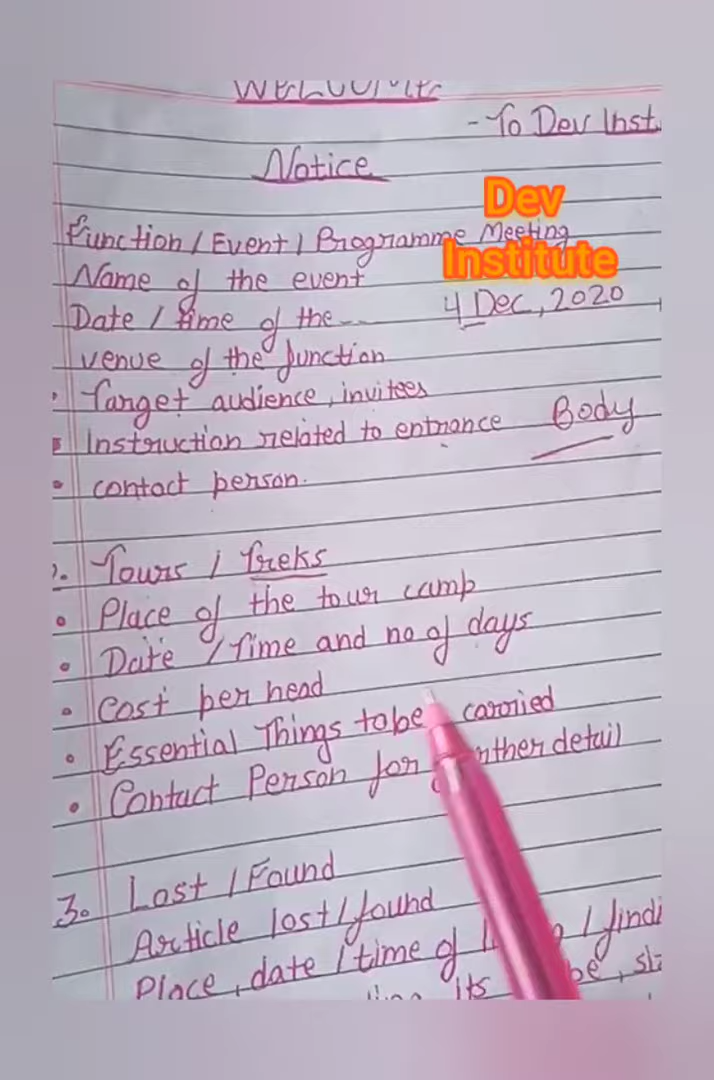 WELCOME
- To Dev Inst
Notice
Dev
Institute
Function / Event / Programme Meeting
Name of the event
Date / time of the --
4 Dec, 2020
venue of the function
Target audience, invitees
Instruction related to entrance
Body
contact person.
Tours / Treks
Place of the tour camp
Date / Time and no of days
Cost per head
Essential Things to be carried
Contact Person for detail
3. Lost / Found
Article lost / found
Place, date / time of / findi
its